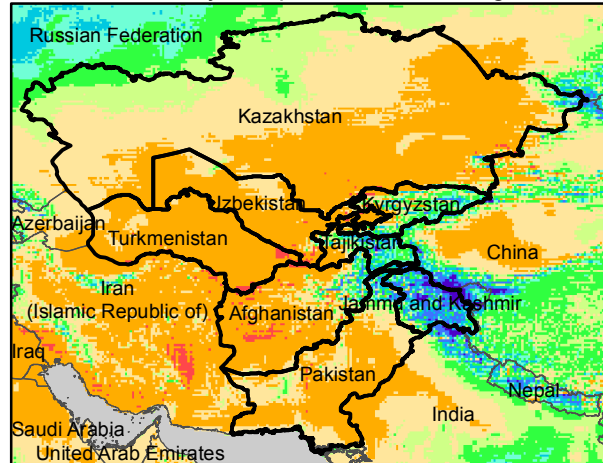 Russian Federation
Kazakhstan
Uzbekistan
Kyrgyzstan
Azerbaijan
Turkmenistan
Tajikistan
China
Iran
(Islamic Republic of)
Afghanistan
Jammu and Kashmir
Iraq
Pakistan
Nepal
India
Saudi Arabia
United Arab Emirates